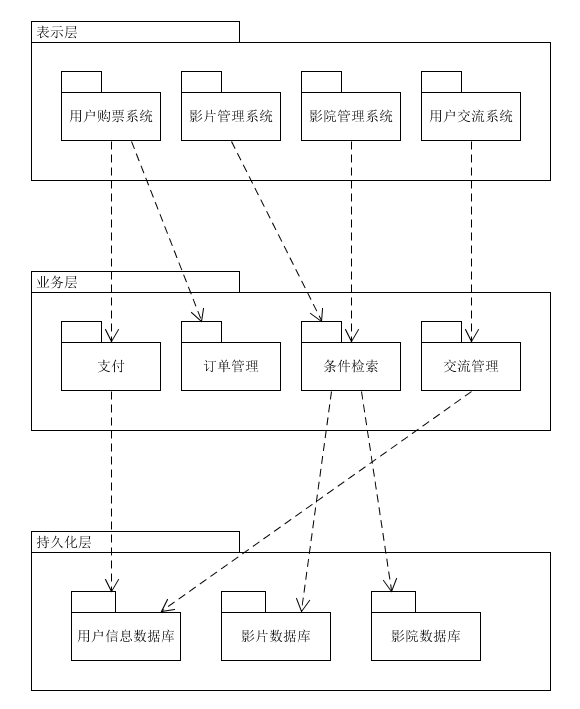 表示层
用户购票系统
影片管理系统
影院管理系统
用户交流系统
业务层
支付
订单管理
条件检索
交流管理
持久化层
用户信息数据库
影片数据库
影院数据库